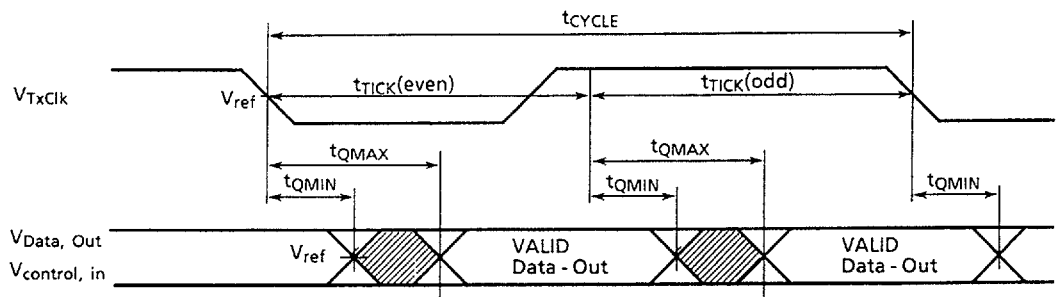 tCYCLE
VTxClk
Vref
tTICK(even)
tTICK(odd)
tQMAX
tQMAX
tQMIN
tQMIN
tQMIN
VData, Out
Vcontrol, in
Vref
VALID
Data - Out
VALID
Data - Out